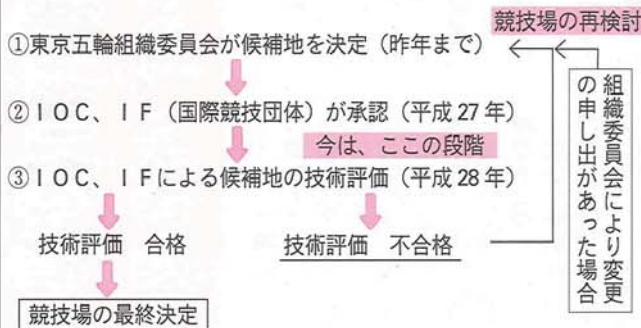 競技場の再検討
①東京五輪組織委員会が候補地を決定（昨年まで）
②ＩＯＣ、ＩＦ（国際競技団体）が承認（平成27年）
今は、ここの段階
③ＩＯＣ、ＩＦによる候補地の技術評価（平成28年）
技術評価　合格
技術評価　不合格
競技場の最終決定
組織委員会により変更
の申し出があった場合